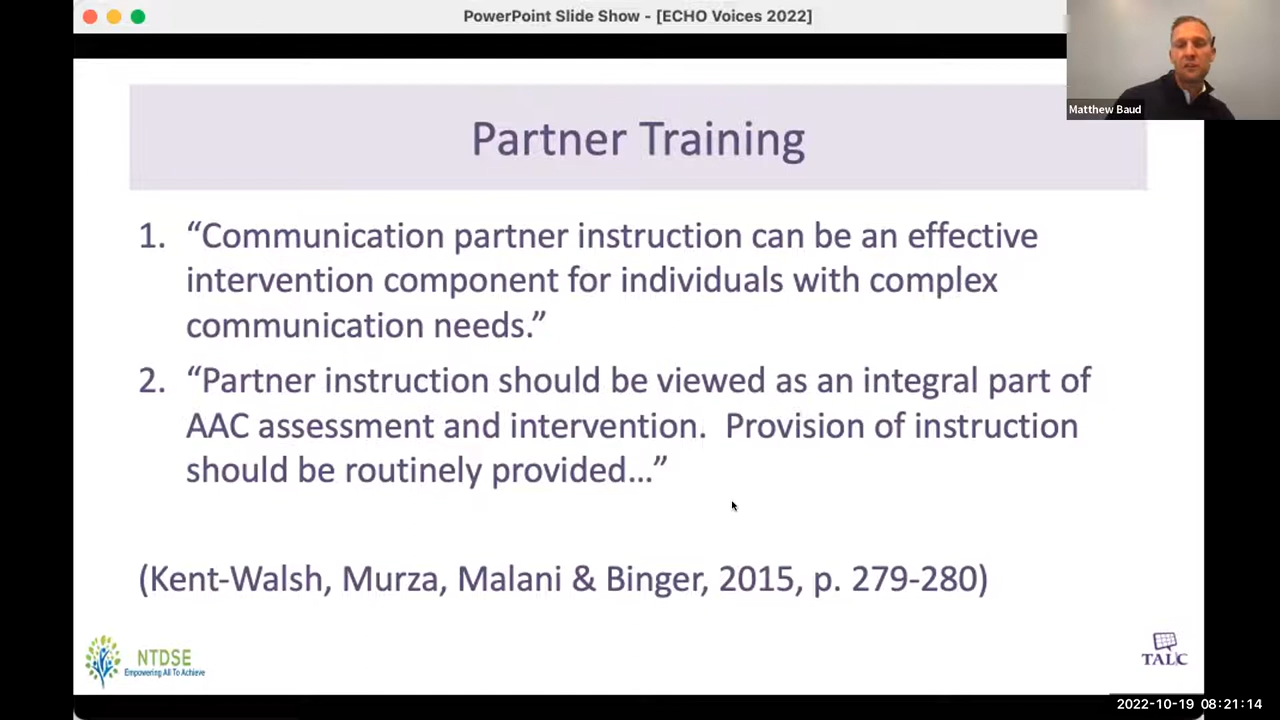 PowerPoint Slide Show - [ECHO Voices 2022]
Matthew Baud
Partner Training
1. “Communication partner instruction can be an effective
intervention component for individuals with complex
communication needs.”
2. “Partner instruction should be viewed as an integral part of
AAC assessment and intervention.  Provision of instruction
should be routinely provided…”
(Kent-Walsh, Murza, Malani & Binger, 2015, p. 279-280)
NTDSE
Empowering All To Achieve
TALC
2022-10-19 08:21:14